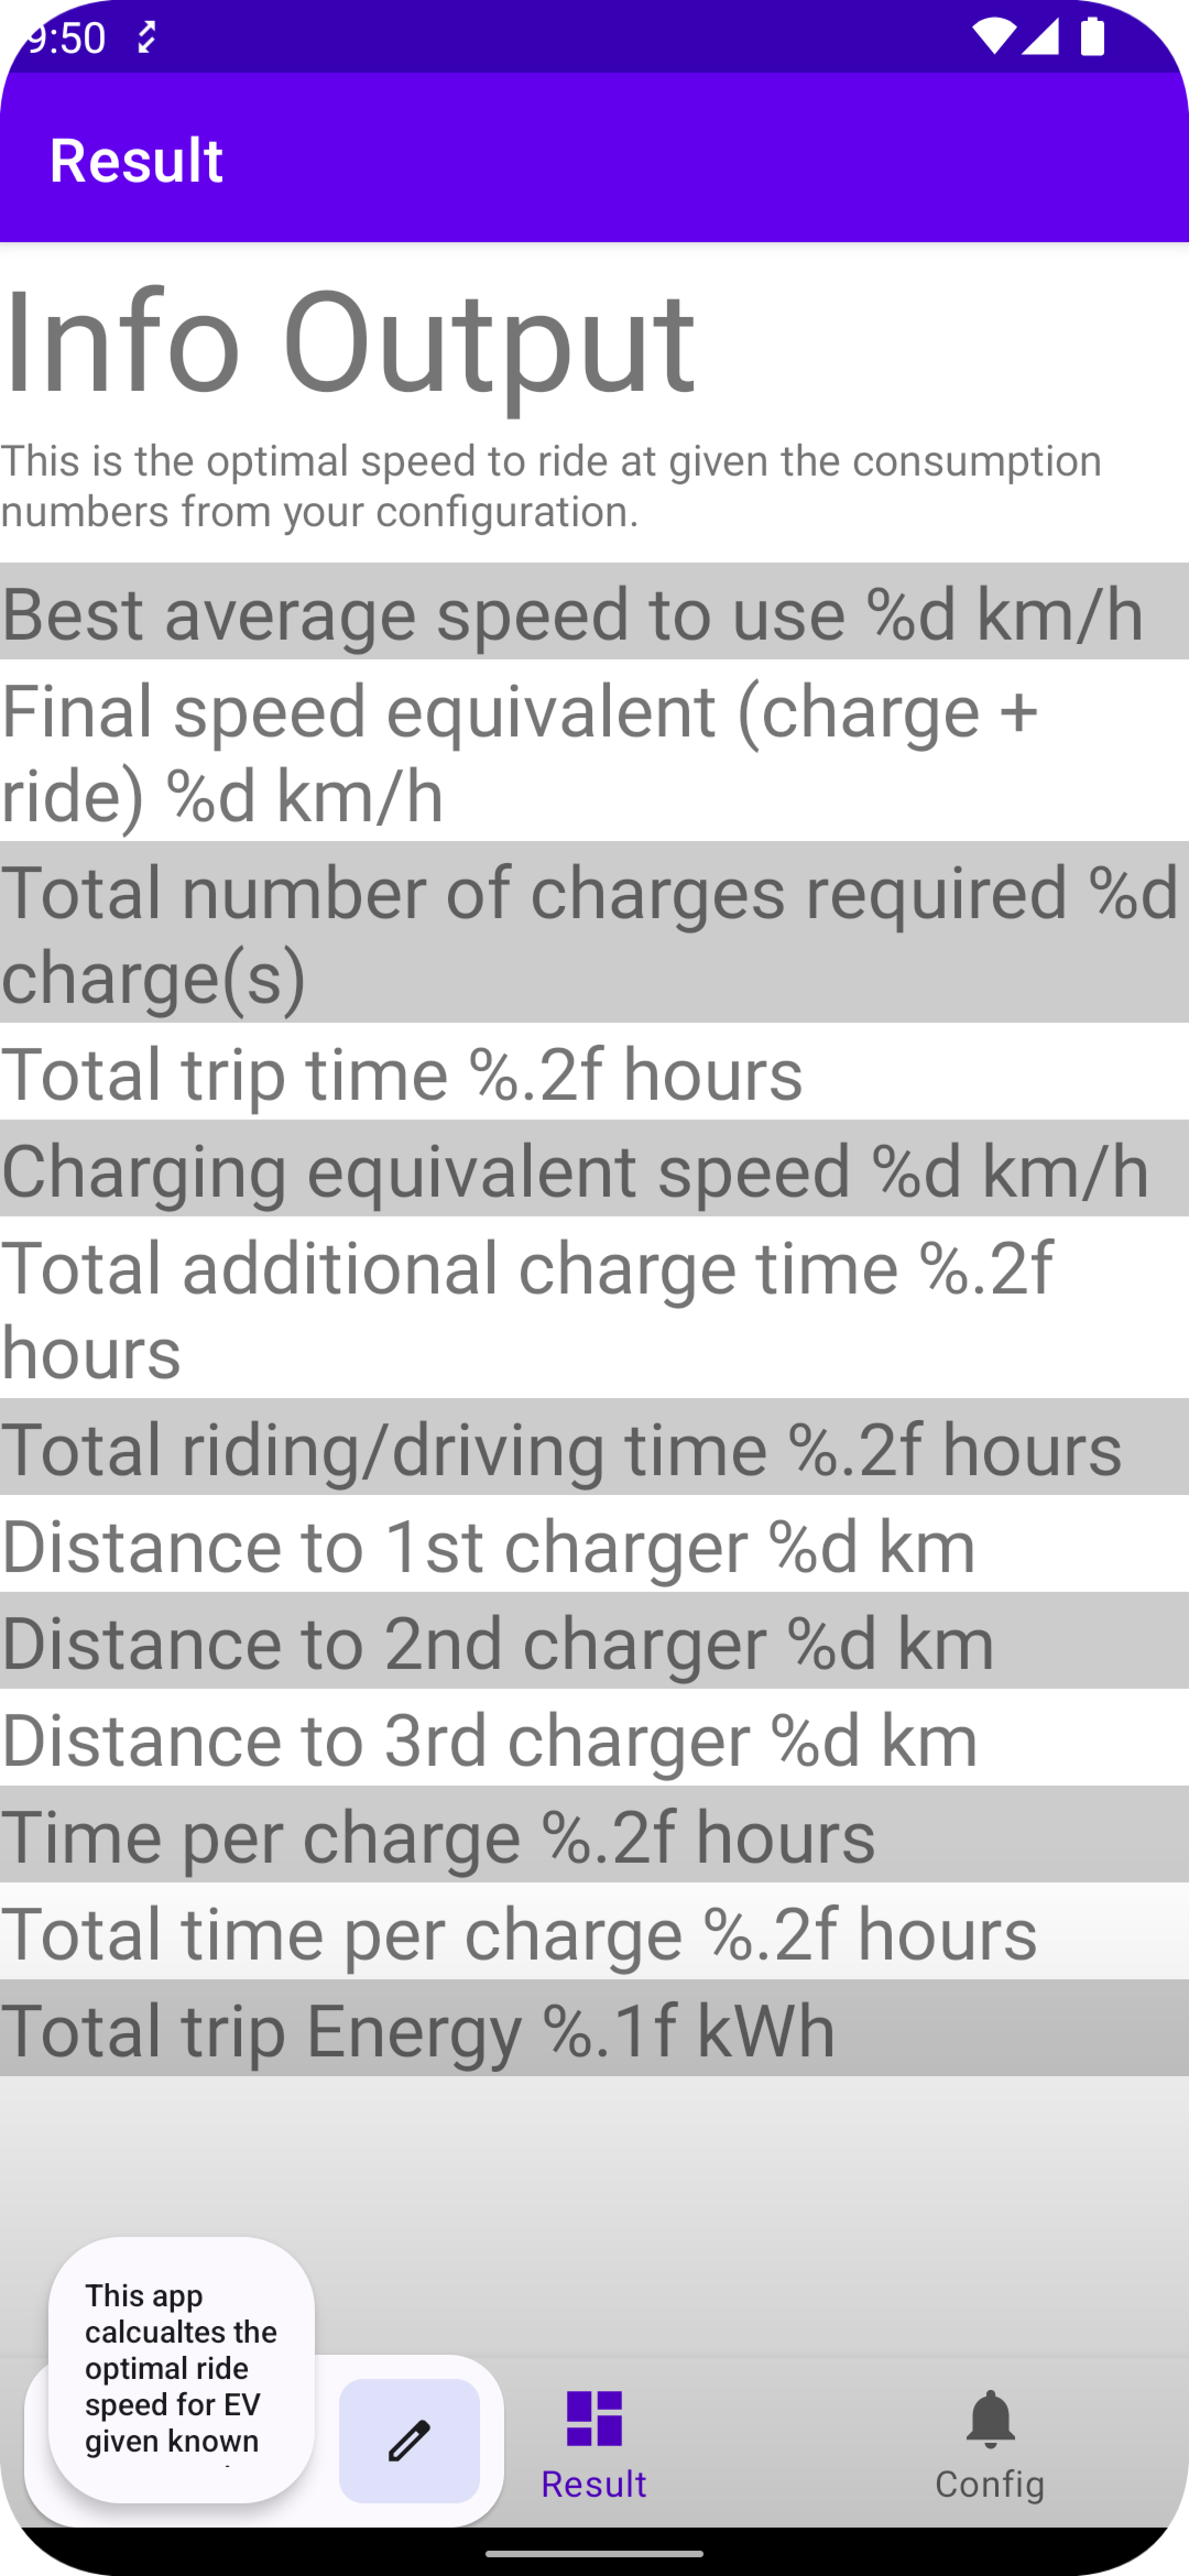 9:50
Result
Info Output
This is the optimal speed to ride at given the consumption
numbers from your configuration.
Best average speed to use %d km/h
Final speed equivalent (charge +
ride) %d km/h
Total number of charges required %d
charge(s)
Total trip time %.2f hours
Charging equivalent speed %d km/h
Total additional charge time %.2f
hours
Total riding/driving time %.2f hours
Distance to 1st charger %d km
Distance to 2nd charger %d km
Distance to 3rd charger %d km
Time per charge %.2f hours
Total time per charge %.2f hours
Total trip Energy %.1f kWh
This app
calcualtes the
optimal ride
speed for EV
given known
Result
Config